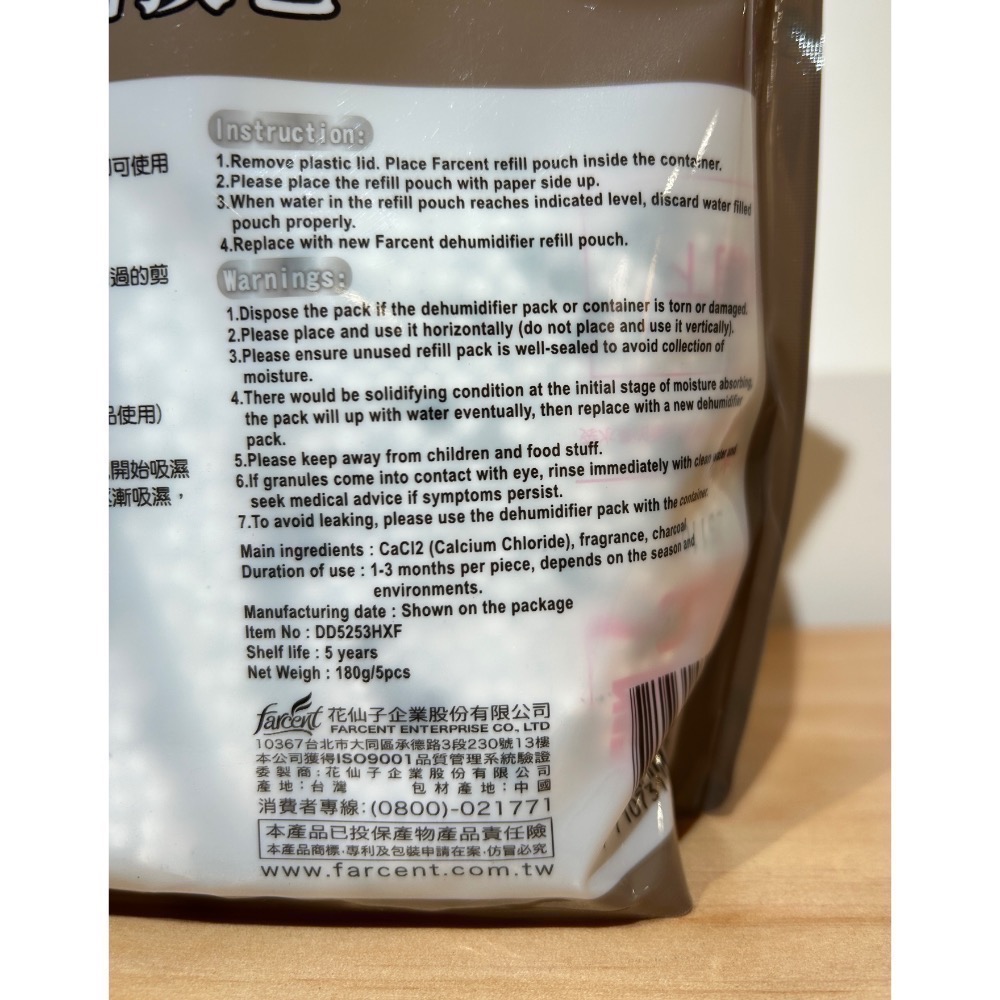 換包
可使用
過的剪
使用）
開始吸濕
漸吸濕，
Instruction:
1.Remove plastic lid. Place Farcent refill pouch inside the container.
2.Please place the refill pouch with paper side up.
3.When water in the refill pouch reaches indicated level, discard water filled
pouch properly.
4.Replace with new Farcent dehumidifier refill pouch.
Warnings:
1.Dispose the pack if the dehumidifier pack or container is torn or damaged.
2.Please place and use it horizontally (do not place and use it vertically).
3.Please ensure unused refill pack is well-sealed to avoid collection of
moisture.
4.There would be solidifying condition at the initial stage of moisture absorbing,
the pack will up with water eventually, then replace with a new dehumidifier
pack.
5.Please keep away from children and food stuff.
6.If granules come into contact with eye, rinse immediately with clean water and
seek medical advice if symptoms persist.
7.To avoid leaking, please use the dehumidifier pack with the container.
Main ingredients : CaCl2 (Calcium Chloride), fragrance, charcoal
Duration of use : 1-3 months per piece, depends on the season and
environments.
Manufacturing date : Shown on the package
Item No : DD5253HXF
Shelf life : 5 years
Net Weigh : 180g/5pcs
farcent 花仙子企業股份有限公司
FARCENT ENTERPRISE CO., LTD
10367台北市大同區承德路3段230號13樓
本公司獲得ISO9001品質管理系統驗證
委製商:花仙子企業股份有限公司
產地:台灣 包材產地:中國
消費者專線:(0800)-021771
本產品已投保產物產品責任險
本產品商標‧專利及包裝申請在案‧仿冒必究
www.farcent.com.tw